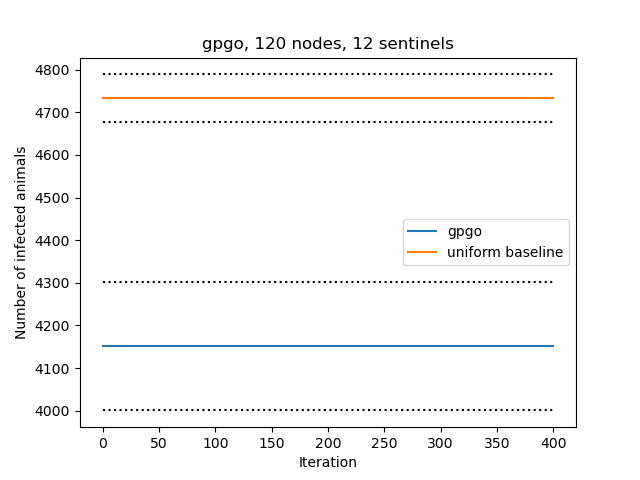 gpgo, 120 nodes, 12 sentinels
4800
4700
4600
4500
4400
4300
4200
4100
4000
Number of infected animals
gpgo
uniform baseline
0 50 100 150 200 250 300 350 400
Iteration